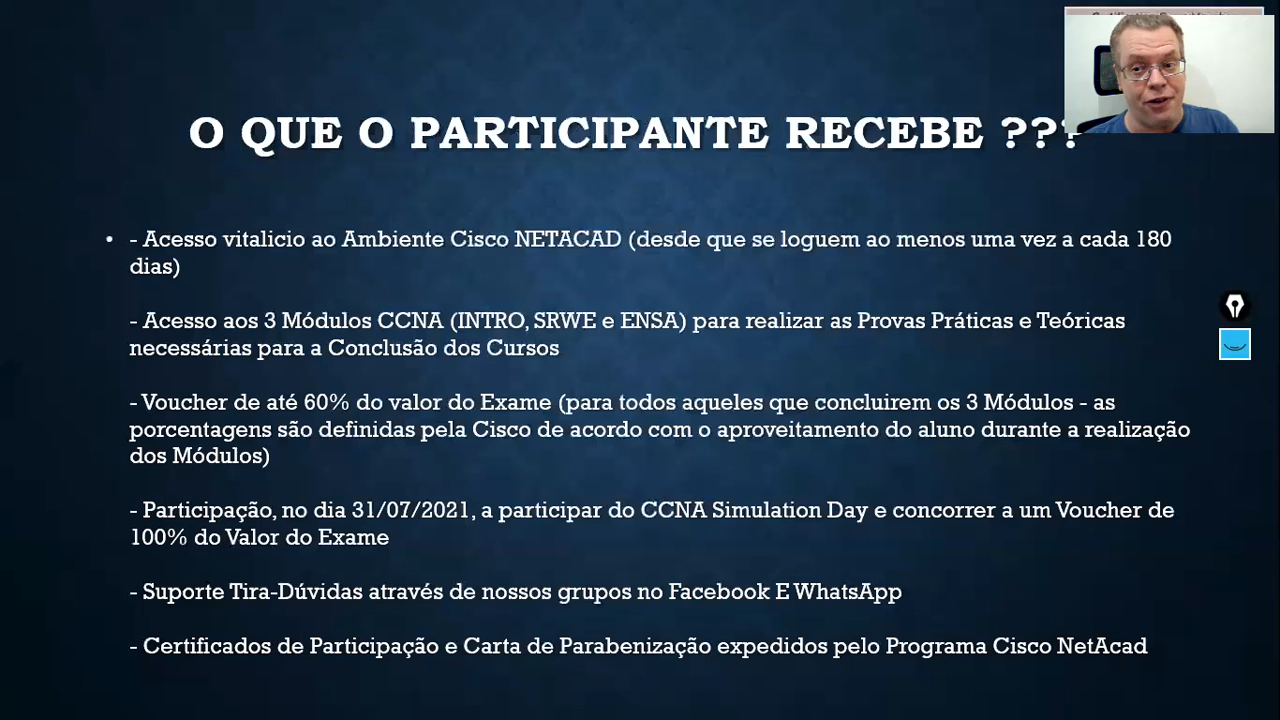 O QUE O PARTICIPANTE RECEBE ???
• - Acesso vitalicio ao Ambiente Cisco NETACAD (desde que se loguem ao menos uma vez a cada 180
dias)
- Acesso aos 3 Módulos CCNA (INTRO, SRWE e ENSA) para realizar as Provas Práticas e Teóricas
necessárias para a Conclusão dos Cursos
- Voucher de até 60% do valor do Exame (para todos aqueles que concluirem os 3 Módulos - as
porcentagens são definidas pela Cisco de acordo com o aproveitamento do aluno durante a realização
dos Módulos)
- Participação, no dia 31/07/2021, a participar do CCNA Simulation Day e concorrer a um Voucher de
100% do Valor do Exame
- Suporte Tira-Dúvidas através de nossos grupos no Facebook E WhatsApp
- Certificados de Participação e Carta de Parabenização expedidos pelo Programa Cisco NetAcad